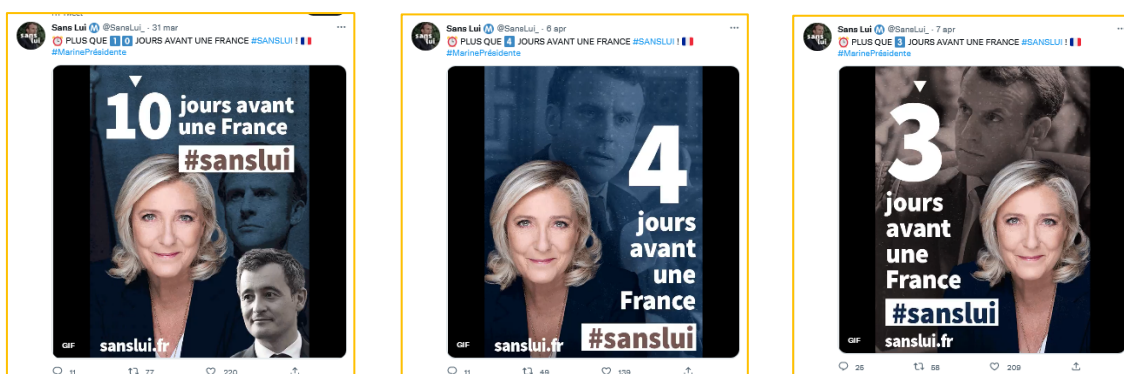 Sans Lui @SansLui_ · 31 mar
PLUS QUE 1 0 JOURS AVANT UNE FRANCE #SANSLUI !
#MarinePrésidente
10 jours avant
une France
#sanslui
GIF
sanslui.fr
11 77 220
Sans Lui @SansLui_ · 6 apr
PLUS QUE 4 JOURS AVANT UNE FRANCE #SANSLUI !
#MarinePrésidente
4
jours
avant
une
France
#sanslui
GIF
sanslui.fr
11 49 139
Sans Lui @SansLui_ · 7 apr
PLUS QUE 3 JOURS AVANT UNE FRANCE #SANSLUI !
#MarinePrésidente
3
jours
avant
une
France
#sanslui
GIF
sanslui.fr
26 58 209